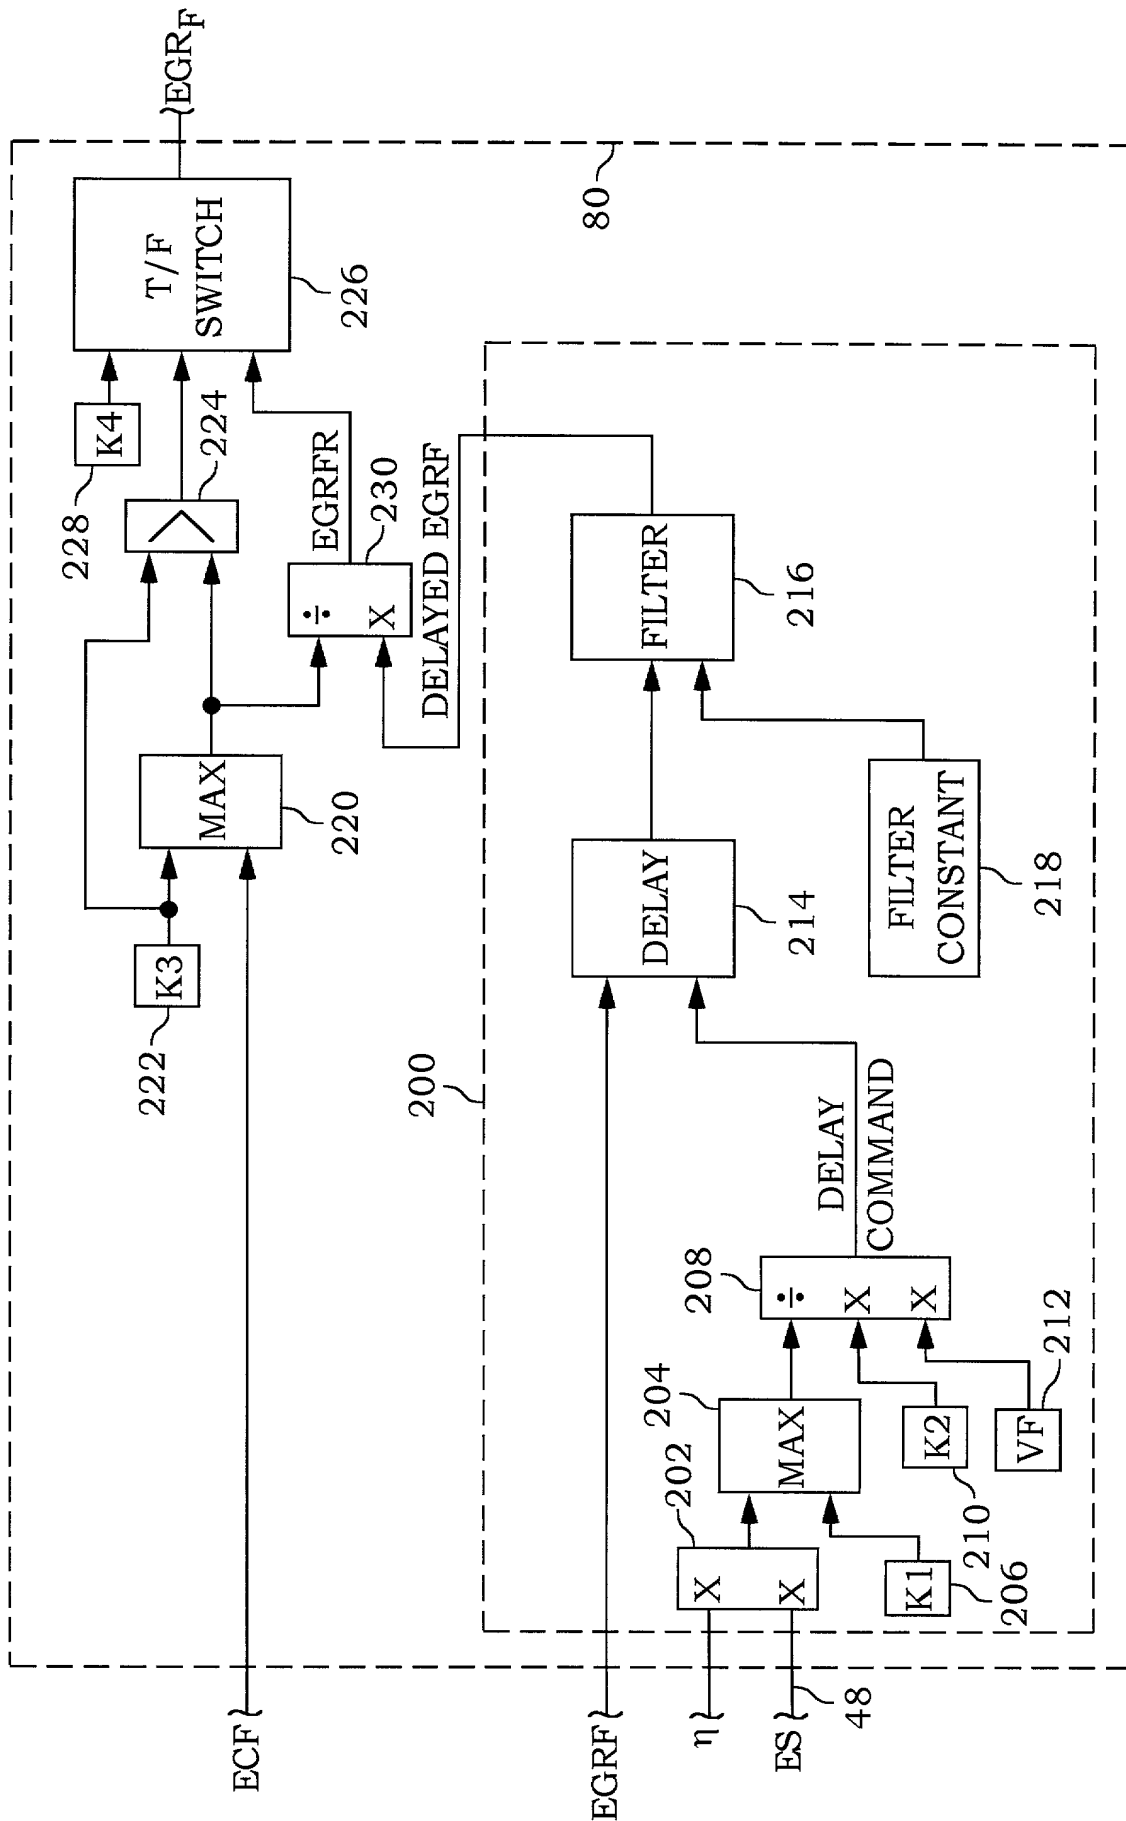 ECF
K3
222
MAX
220
K4
228
224
T/F
SWITCH
226
EGRF
EGRFR
230
÷
X
DELAYED EGRF
80
200
EGRF
DELAY
214
FILTER
216
FILTER
CONSTANT
218
DELAY
COMMAND
η
ES
48
X
X
202
MAX
204
K1
206
÷
X
X
208
K2
210
VF
212